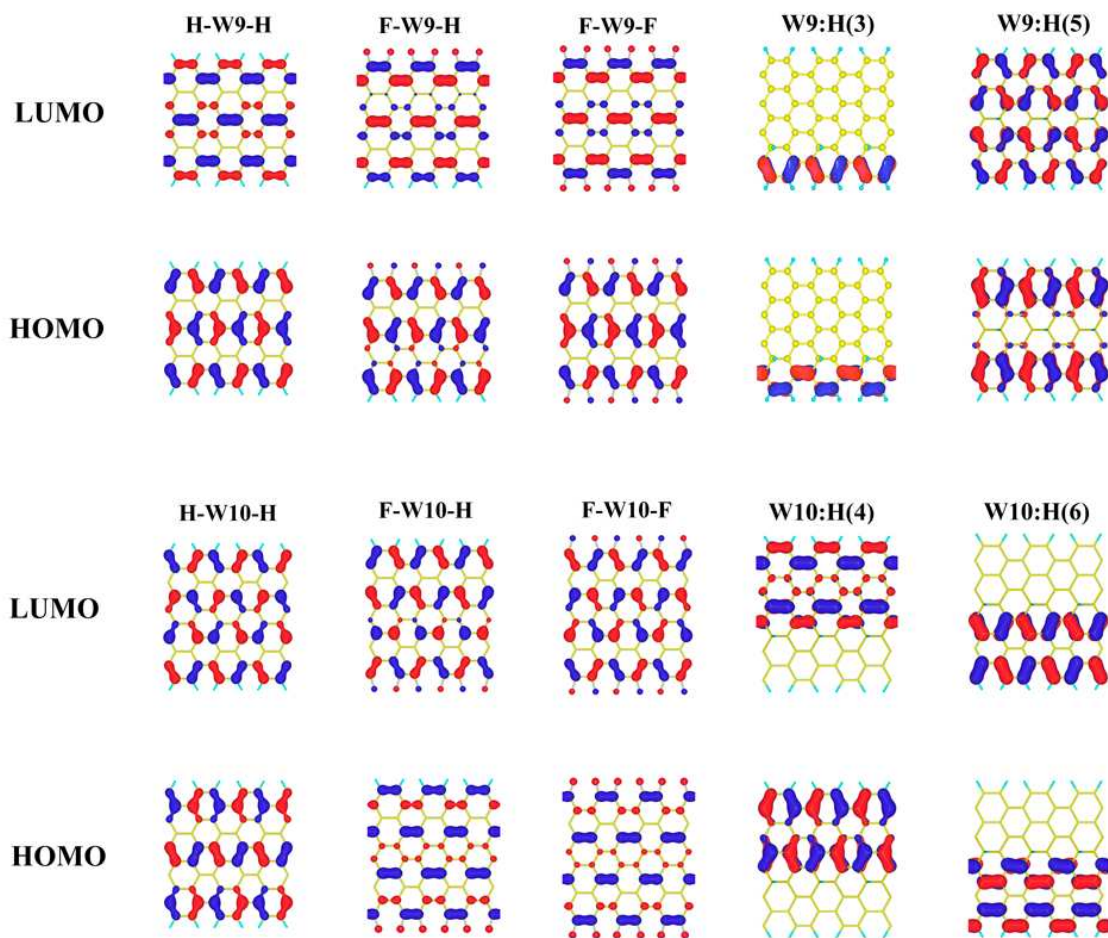 H-W9-H F-W9-H F-W9-F W9:H(3) W9:H(5)
LUMO
HOMO
H-W10-H F-W10-H F-W10-F W10:H(4) W10:H(6)
LUMO
HOMO